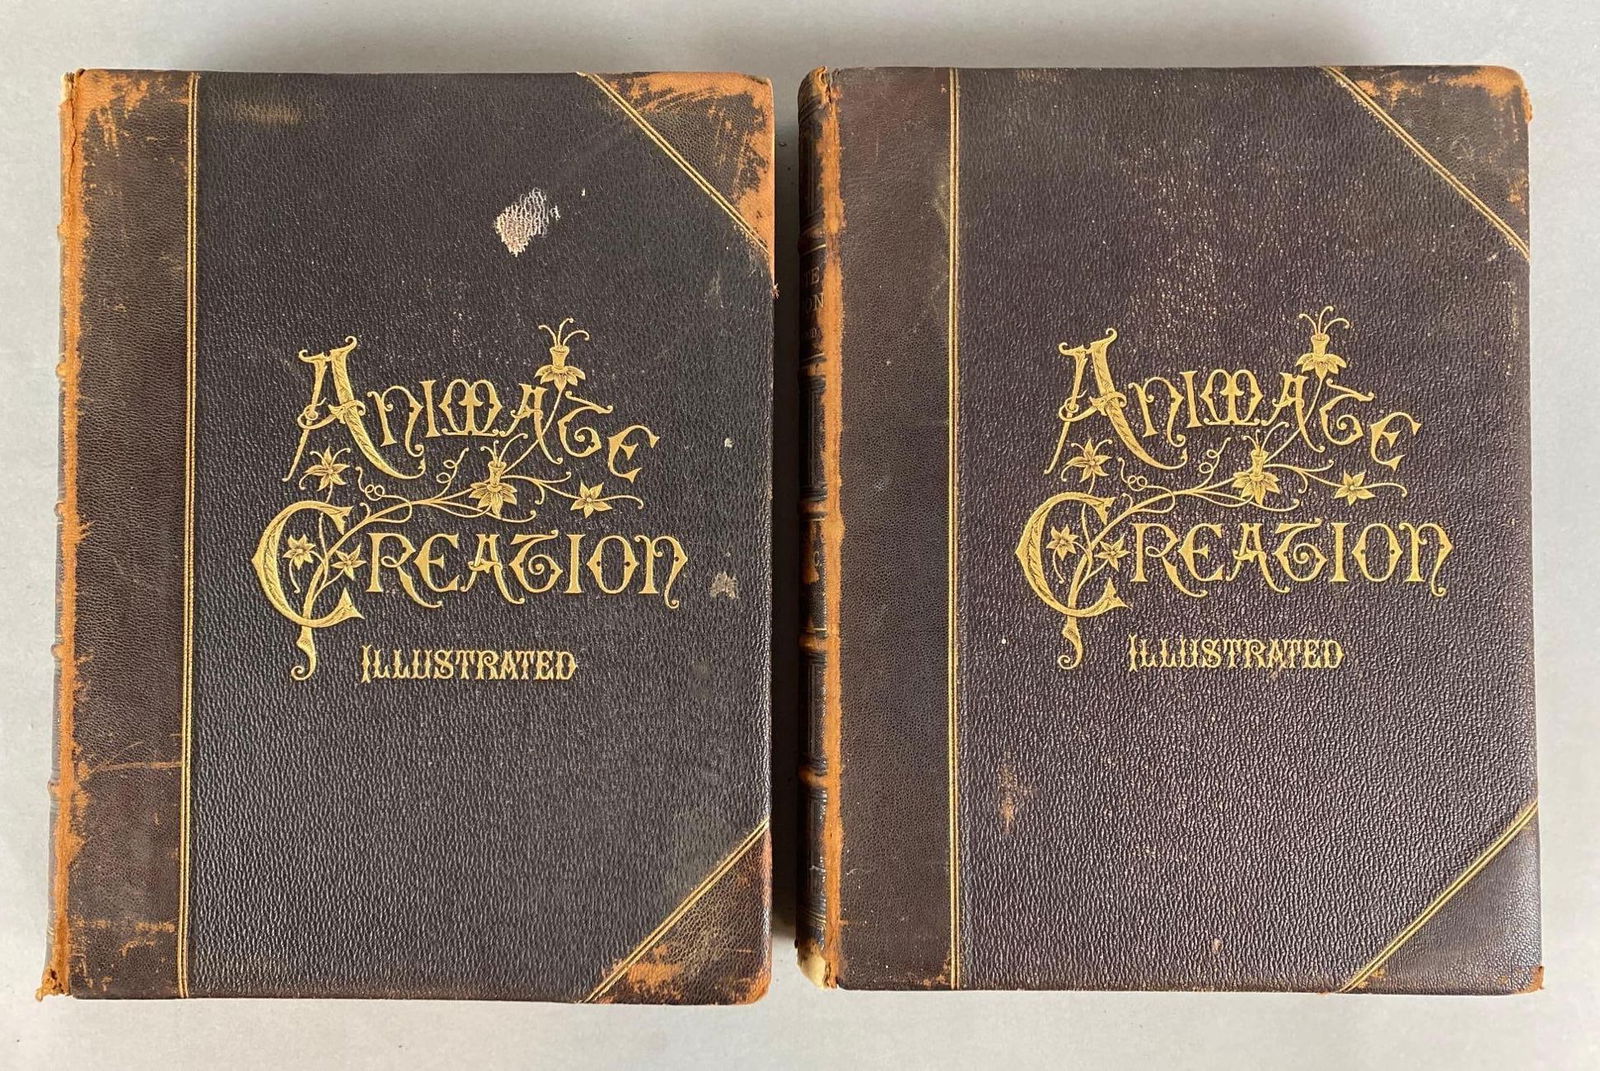 Animate
Creation
Illustrated
Animate
Creation
Illustrated